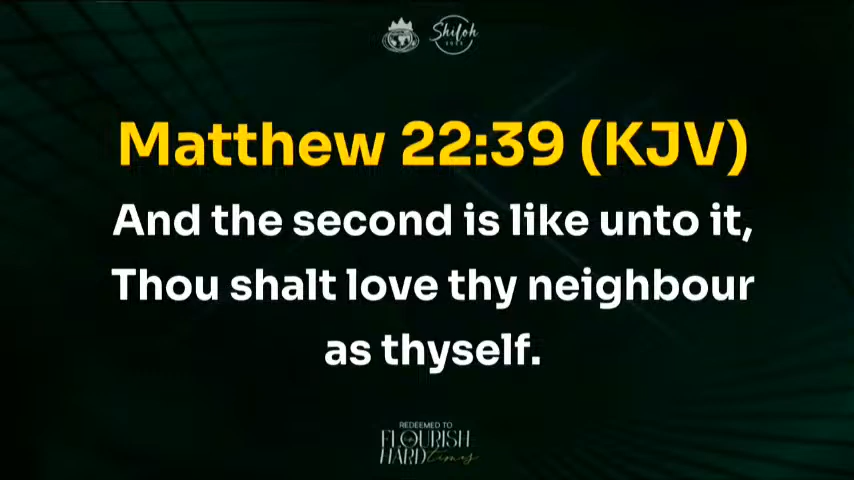 Shiloh
Matthew 22:39 (KJV)
And the second is like unto it,
Thou shalt love thy neighbour
as thyself.
REDEEMED TO
FLOURISH
HARD times